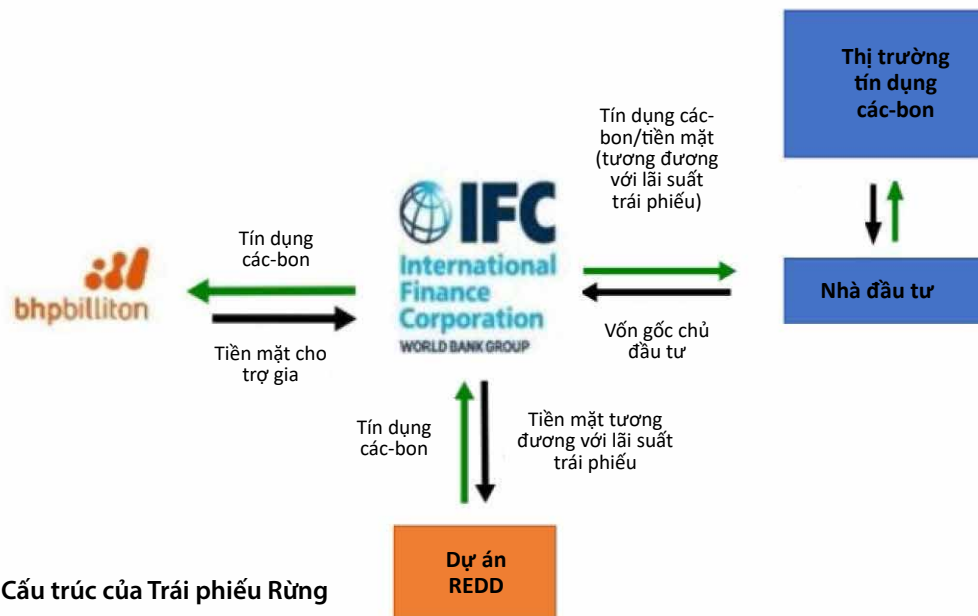 Thị trường
tín dụng
các-bon
Tín dụng các-
bon/tiền mặt
(tương đương
với lãi suất
trái phiếu)
IFC
International
Finance
Corporation
WORLD BANK GROUP
Tín dụng
các-bon
bhpbilliton
Tiền mặt cho
trợ gia
Nhà đầu tư
Vốn gốc chủ
đầu tư
Tín dụng
các-bon
Tiền mặt tương
đương với lãi suất
trái phiếu
Dự án
REDD
Cấu trúc của Trái phiếu Rừng